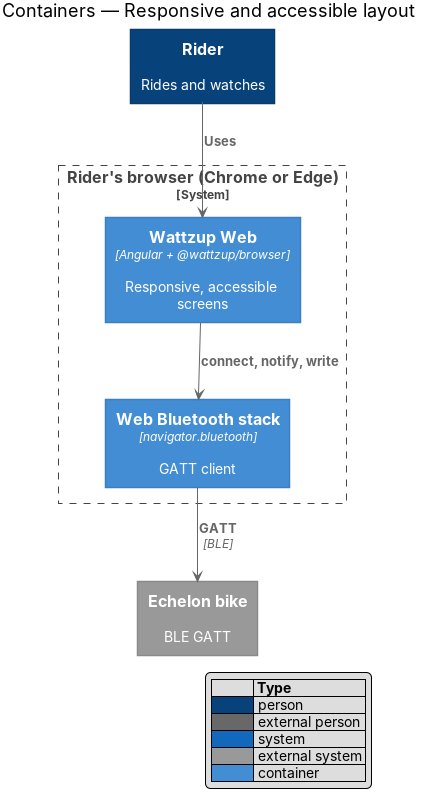 Containers — Responsive and accessible layout
Rider
Rides and watches
Uses
Rider's browser (Chrome or Edge)
[System]
Wattzup Web
[Angular + @wattzup/browser]
Responsive, accessible
screens
connect, notify, write
Web Bluetooth stack
[navigator.bluetooth]
GATT client
GATT
[BLE]
Echelon bike
BLE GATT
Type
person
external person
system
external system
container